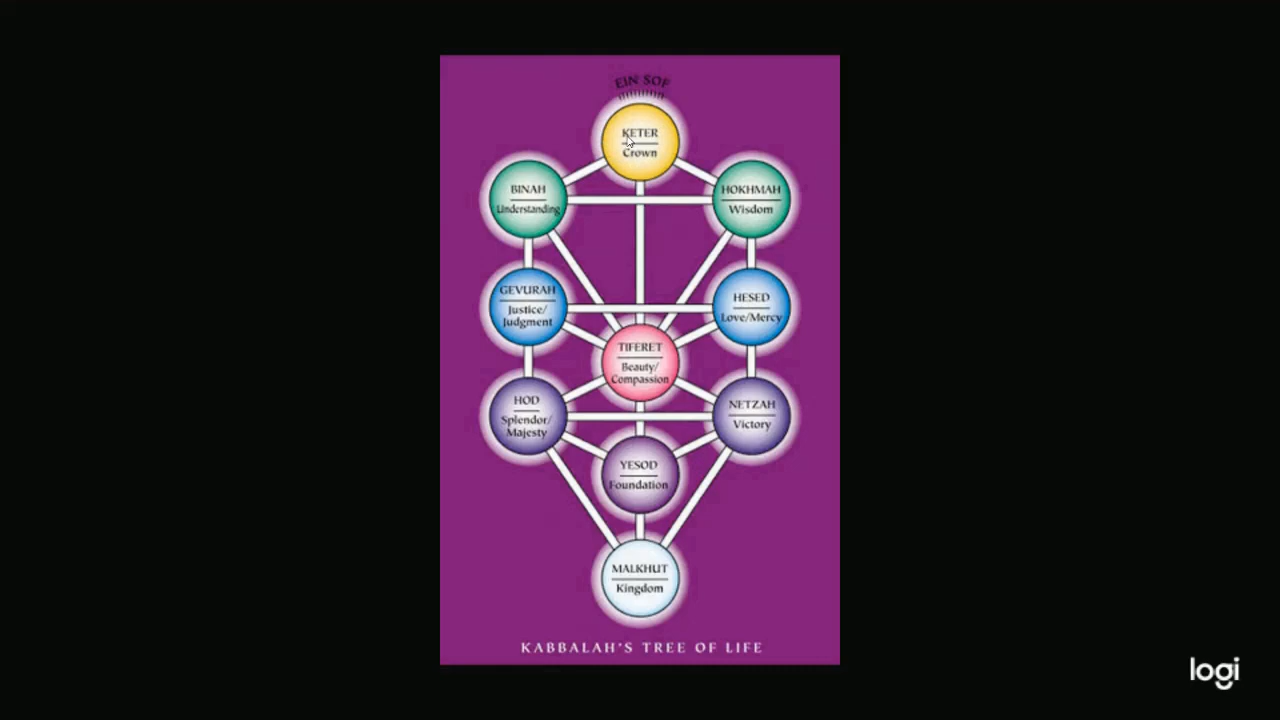 EIN SOF
KETER
Crown
BINAH
Understanding
HOKHMAH
Wisdom
GEVURAH
Justice/
Judgment
HESED
Love/Mercy
TIFERET
Beauty/
Compassion
HOD
Splendor/
Majesty
NETZAH
Victory
YESOD
Foundation
MALKHUT
Kingdom
KABBALAH'S TREE OF LIFE
logi